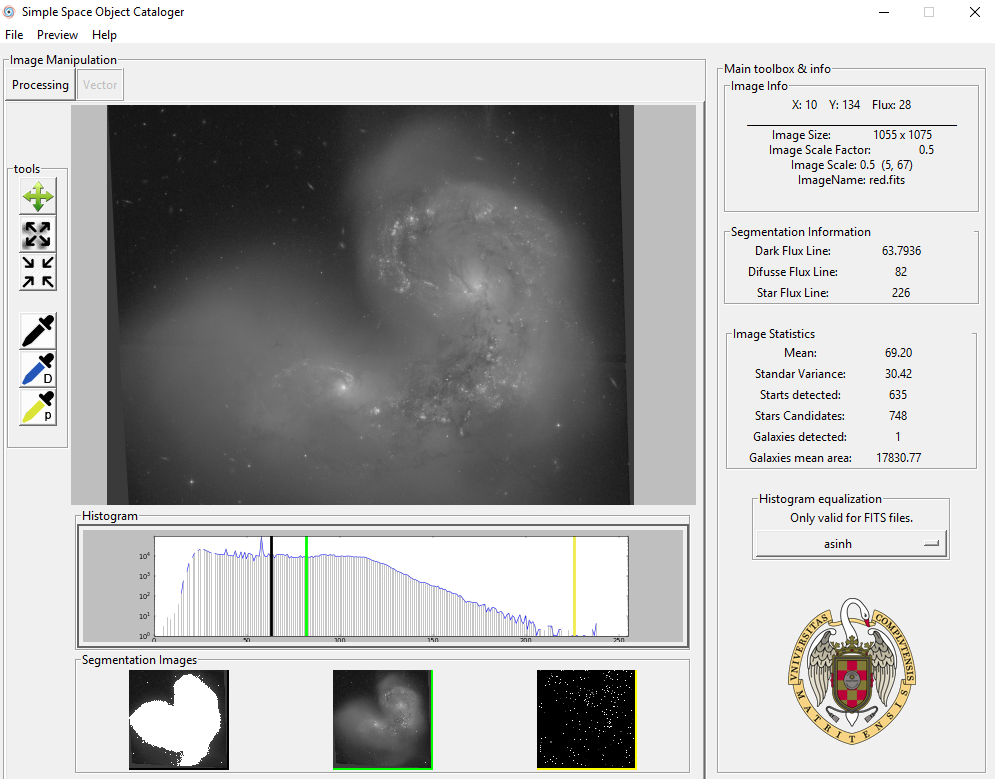 Simple Space Object Cataloger
File Preview Help
Image Manipulation
Processing Vector
tools
D
p
Histogram
10^4
10^3
10^2
10^1
10^0
0 50 100 150 200 250
Segmentation Images
Main toolbox & info
Image Info
X: 10 Y: 134 Flux: 28
Image Size: 1055 x 1075
Image Scale Factor: 0.5
Image Scale: 0.5 (5, 67)
ImageName: red.fits
Segmentation Information
Dark Flux Line: 63.7936
Difusse Flux Line: 82
Star Flux Line: 226
Image Statistics
Mean: 69.20
Standar Variance: 30.42
Starts detected: 635
Stars Candidates: 748
Galaxies detected: 1
Galaxies mean area: 17830.77
Histogram equalization
Only valid for FITS files.
asinh
VNIVERSITAS COMPLVTENSIS
MATRITENSIS